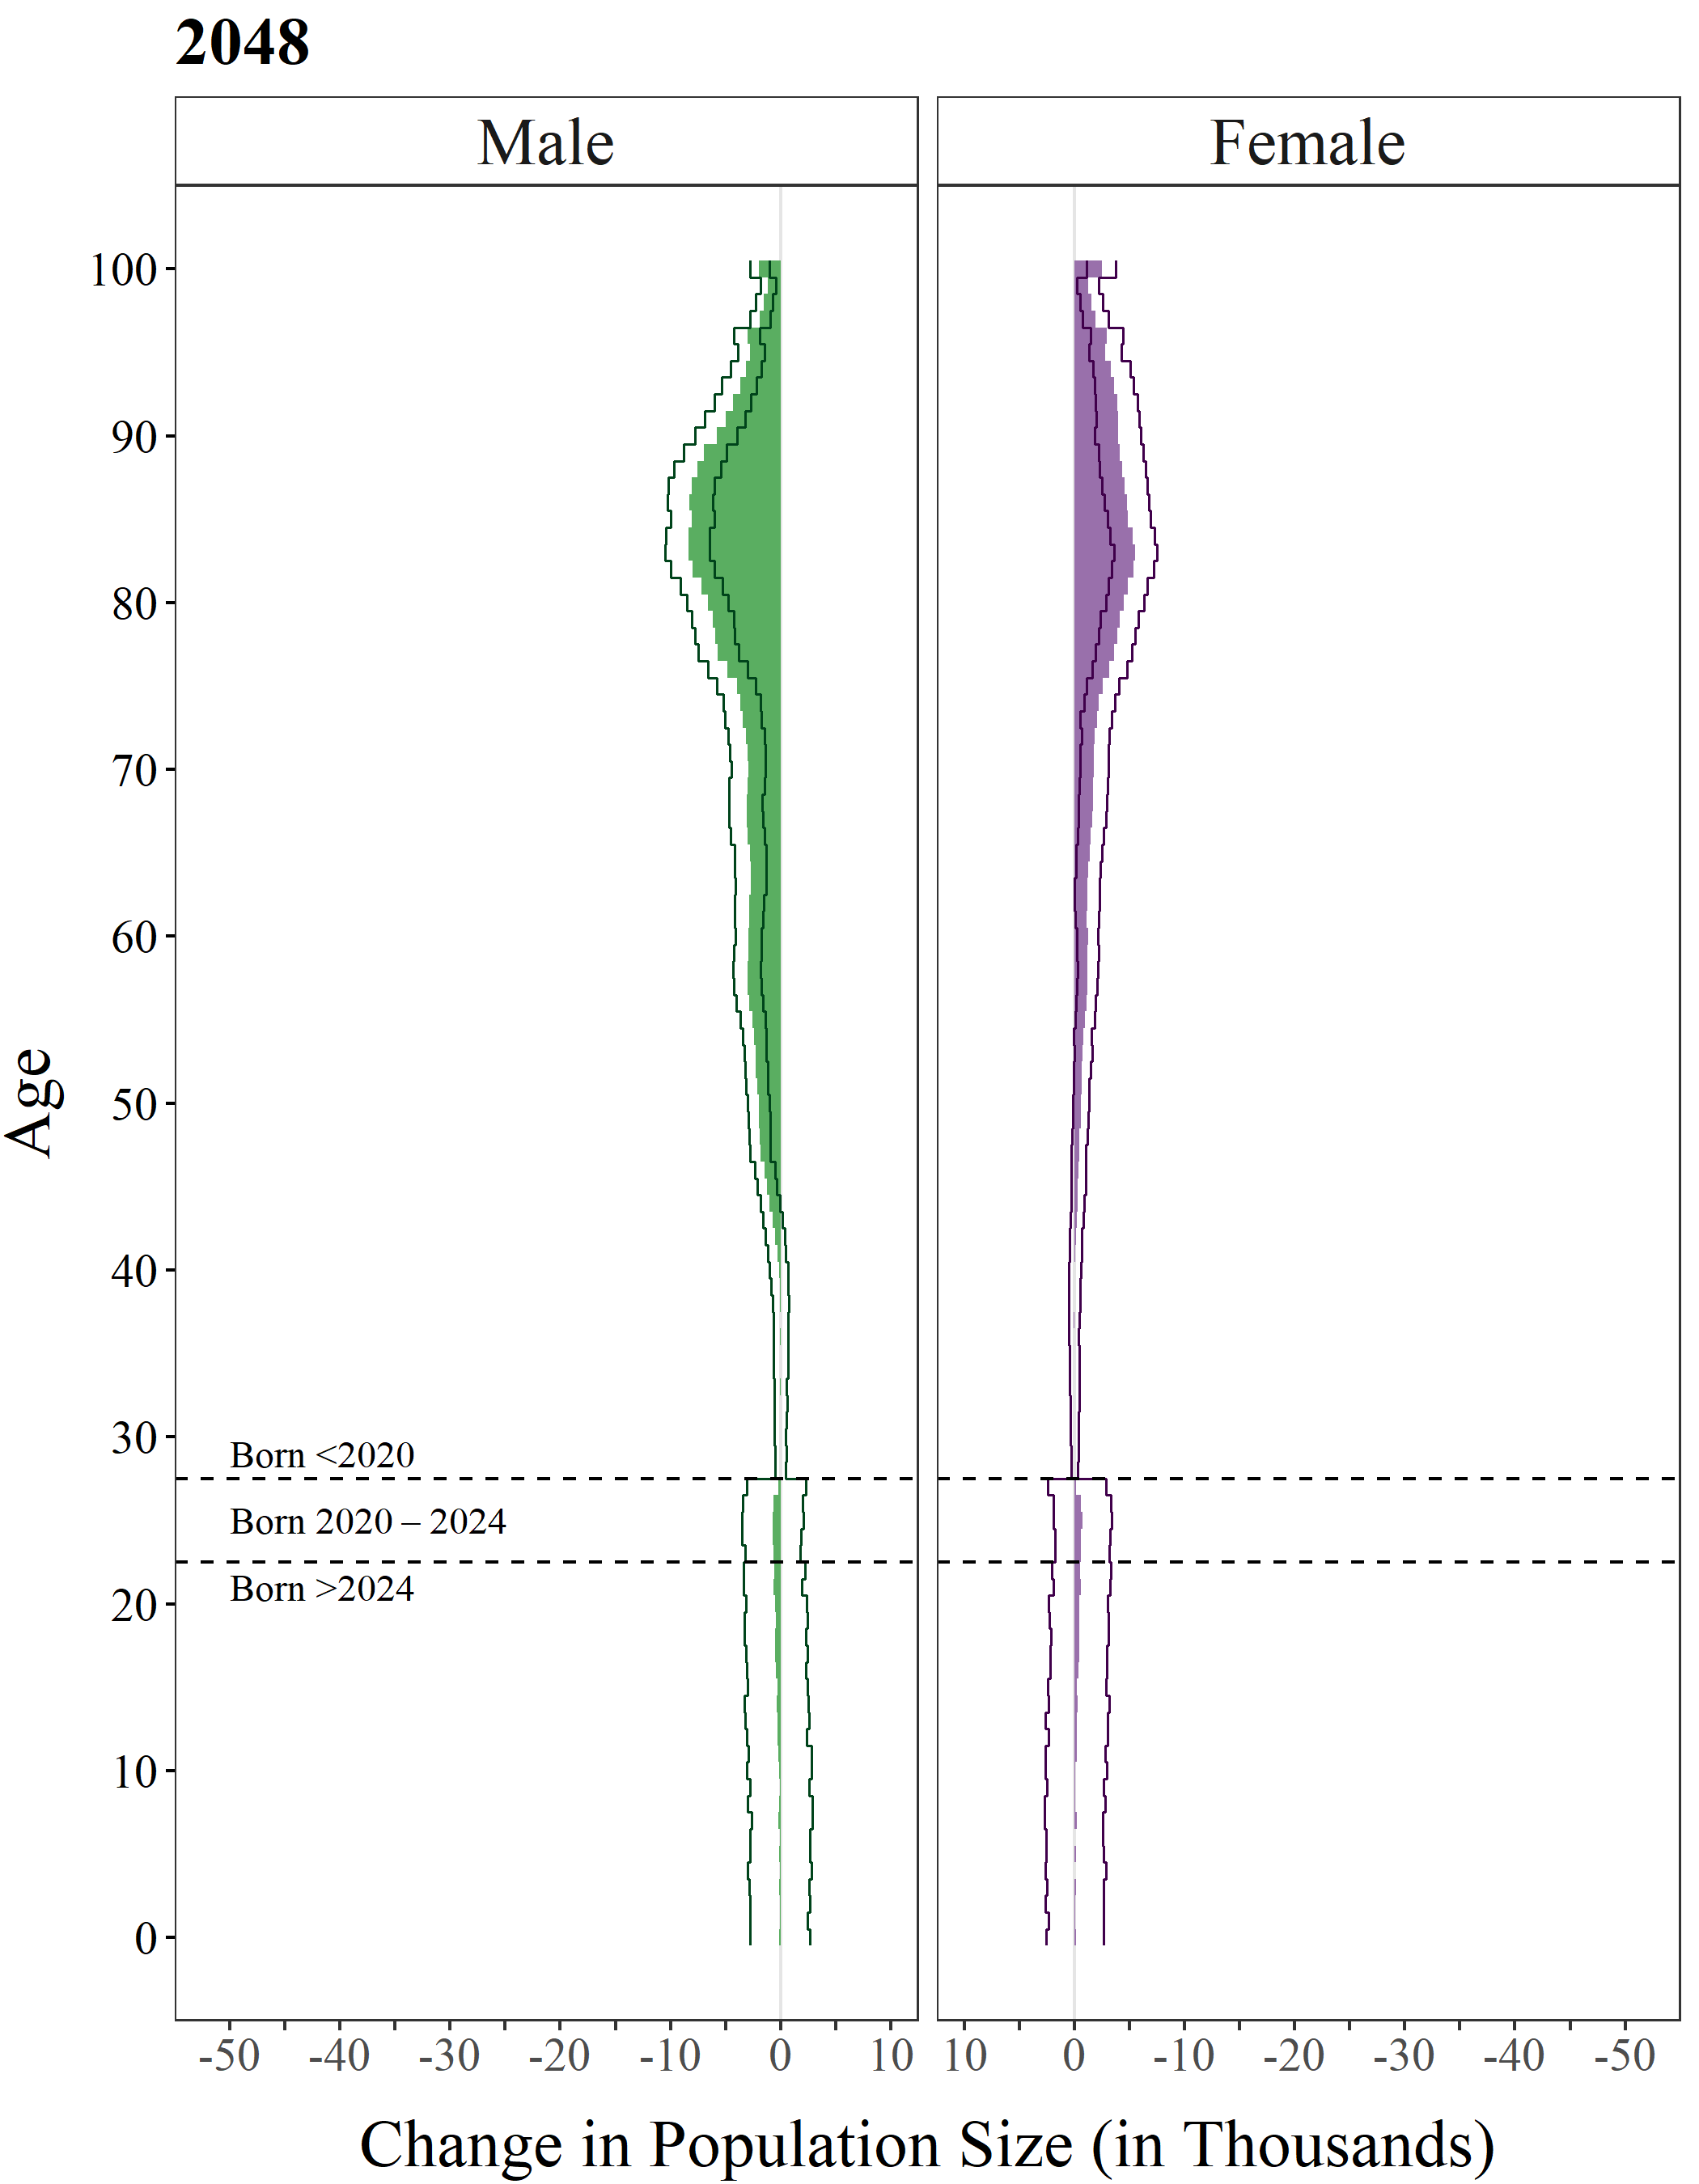 2048
Male
Female
100
90
80
70
60
50
40
30
20
10
0
Age
Born <2020
Born 2020 – 2024
Born >2024
-50 -40 -30 -20 -10 0 10
10 0 -10 -20 -30 -40 -50
Change in Population Size (in Thousands)